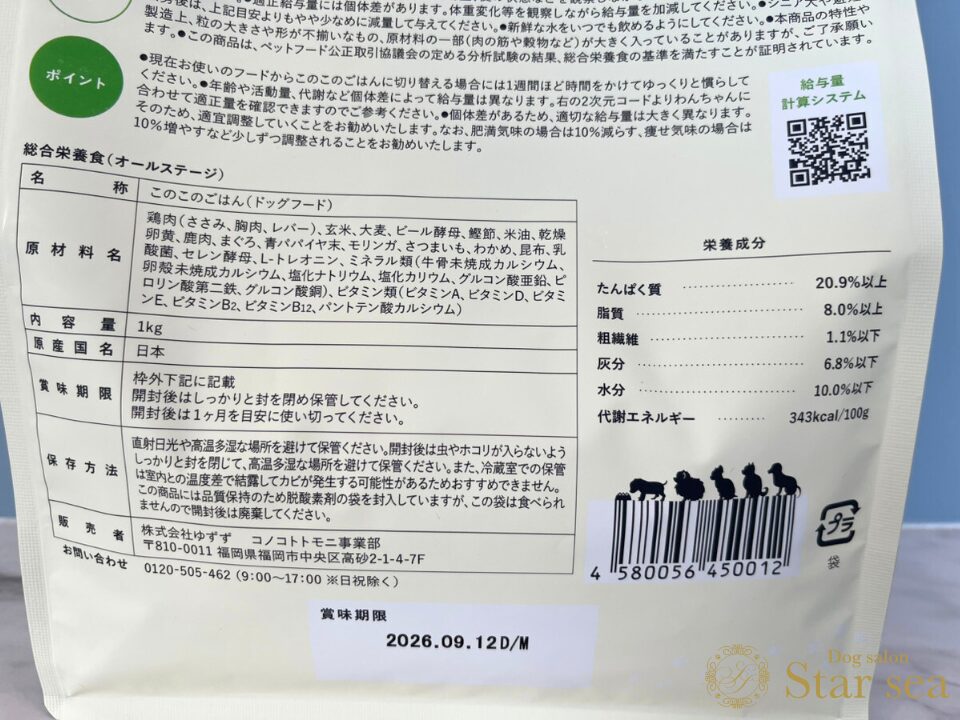 ●適正給与量には個体差があります。体重変化等を観察しながら給与量を加減してください。●シニア犬や
後は、上記目安よりもやや少なめに減量して与えてください。●新鮮な水をいつでも飲めるようにしてください。●本商品の特性や
製造上、粒の大きさや形が不揃いなもの、原材料の一部(肉の筋や穀物など)が大きく入っていることがありますが、ご了承願い
ます。●この商品は、ペットフード公正取引協議会の定める分析試験の結果、総合栄養食の基準を満たすことが証明されています。
ポイント
●現在お使いのフードからこのこのごはんに切り替える場合には1週間ほど時間をかけてゆっくりと慣らして
ください。●年齢や活動量、代謝など個体差によって給与量は異なります。右の2次元コードよりわんちゃんに
合わせて適正量を確認できますのでご参考ください。●個体差があるため、適切な給与量は大きく異なります。
そのため、適宜調整していくことをお勧めいたします。なお、肥満気味の場合は10%減らす、痩せ気味の場合は
10%増やすなど少しずつ調整されることをお勧めいたします。
給与量
計算システム
総合栄養食(オールステージ)
名称 このこのごはん(ドッグフード)
原材料名 鶏肉(ささみ、胸肉、レバー)、玄米、大麦、ビール酵母、鰹節、米油、乾燥
卵黄、鹿肉、まぐろ、青パパイヤ末、モリンガ、さつまいも、わかめ、昆布、乳
酸菌、セレン酵母、L-トレオニン、ミネラル類(牛骨未焼成カルシウム、
卵殻未焼成カルシウム、塩化ナトリウム、塩化カリウム、グルコン酸亜鉛、ピ
ロリン酸第二鉄、グルコン酸銅)、ビタミン類(ビタミンA、ビタミンD、ビタミ
ンE、ビタミンB2、ビタミンB12、パントテン酸カルシウム)
内容量 1kg
原産国名 日本
賞味期限 枠外下記に記載
開封後はしっかりと封を閉め保管してください。
開封後は1ヶ月を目安に使い切ってください。
保存方法 直射日光や高温多湿な場所を避けて保管ください。開封後は虫やホコリが入らないよう
しっかりと封を閉じて、高温多湿な場所を避けて保管ください。また、冷蔵室での保管
は室内との温度差で結露してカビが発生する可能性があるためおすすめできません。
この商品には品質保持のため脱酸素剤の袋を封入していますが、この袋は食べられ
ませんので開封後は廃棄してください。
販売者 株式会社ゆずず コノコトトモニ事業部
〒810-0011 福岡県福岡市中央区高砂2-1-4-7F
お問い合わせ 0120-505-462 (9:00~17:00 ※日祝除く)
栄養成分
たんぱく質 20.9%以上
脂質 8.0%以上
粗繊維 1.1%以下
灰分 6.8%以下
水分 10.0%以下
代謝エネルギー 343kcal/100g
4 580056 450012
プラ
袋
賞味期限
2026.09.12D/M
Dog salon
Star sea